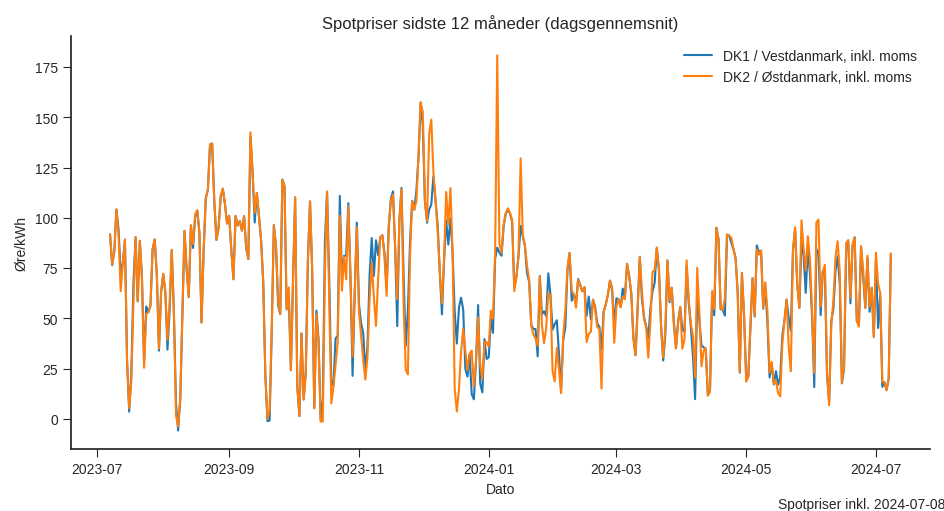 Spotpriser sidste 12 måneder (dagsgennemsnit)
DK1 / Vestdanmark, inkl. moms
DK2 / Østdanmark, inkl. moms
Øre/kWh
175
150
125
100
75
50
25
0
2023-07
2023-09
2023-11
2024-01
2024-03
2024-05
2024-07
Dato
Spotpriser inkl. 2024-07-08